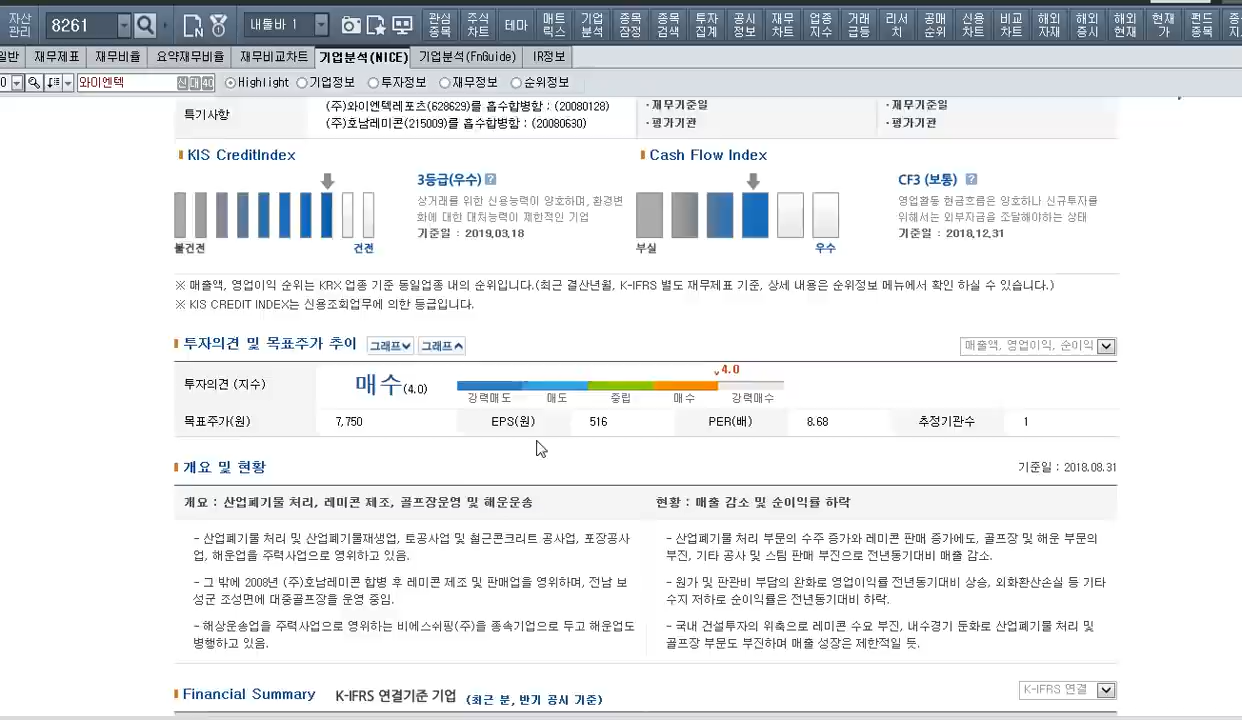 자산 관리
8261
내툴바 1
관심 종목
주식 차트
테마
매트 릭스
기업 분석
종목 잠정
종목 검색
투자 집계
공시 정보
재무 차트
업종 지수
거래 급등
리서 치
공매 순위
신용 차트
비교 차트
해외 자재
해외 증시
해외 현재
현재 가
펀드 종목
일반
재무제표
재무비율
요약재무비율
재무비교차트
기업분석(NICE)
기업분석(FnGuide)
IR정보
와이엔텍
신 대 40
Highlight
기업정보
투자정보
재무정보
순위정보
특기사항
(주)와이엔텍레포츠(628629)를 흡수합병함 : (20080128)
(주)호남레미콘(215009)를 흡수합병함 : (20080630)
· 재무기준일
· 평가기관
· 재무기준일
· 평가기관
KIS CreditIndex
3등급(우수) ?
상거래를 위한 신용능력이 양호하며, 환경변
화에 대한 대처능력이 제한적인 기업
기준일 : 2019.03.18
불건전
건전
Cash Flow Index
CF3 (보통) ?
영업활동 현금흐름은 양호하나 신규투자를
위해서는 외부자금을 조달해야하는 상태
기준일 : 2018.12.31
부실
우수
※ 매출액, 영업이익 순위는 KRX 업종 기준 동일업종 내의 순위입니다.(최근 결산년월, K-IFRS 별도 재무제표 기준, 상세 내용은 순위정보 메뉴에서 확인 하실 수 있습니다.)
※ KIS CREDIT INDEX는 신용조회업무에 의한 등급입니다.
투자의견 및 목표주가 추이
그래프
그래프
매출액, 영업이익, 순이익
투자의견 (지수)
매수(4.0)
4.0
강력매도
매도
중립
매수
강력매수
목표주가(원)
7,750
EPS(원)
516
PER(배)
8.68
추정기관수
1
개요 및 현황
기준일 : 2018.08.31
개요 : 산업폐기물 처리, 레미콘 제조, 골프장운영 및 해운운송
현황 : 매출 감소 및 순이익률 하락
- 산업폐기물 처리 및 산업폐기물재생업, 토공사업 및 철근콘크리트 공사업, 포장공사
업, 해운업을 주력사업으로 영위하고 있음.
- 그 밖에 2008년 (주)호남레미콘 합병 후 레미콘 제조 및 판매업을 영위하며, 전남 보
성군 조성면에 대중골프장을 운영 중임.
- 해상운송업을 주력사업으로 영위하는 비에스쉬핑(주)을 종속기업으로 두고 해운업도
병행하고 있음.
- 산업폐기물 처리 부문의 수주 증가와 레미콘 판매 증가에도, 골프장 및 해운 부문의
부진, 기타 공사 및 스팀 판매 부진으로 전년동기대비 매출 감소.
- 원가 및 판관비 부담의 완화로 영업이익률 전년동기대비 상승, 외화환산손실 등 기타
수지 저하로 순이익률은 전년동기대비 하락.
- 국내 건설투자의 위축으로 레미콘 수요 부진, 내수경기 둔화로 산업폐기물 처리 및
골프장 부문도 부진하며 매출 성장은 제한적일 듯.
Financial Summary
K-IFRS 연결기준 기업
(최근 분, 반기 공시 기준)
K-IFRS 연결